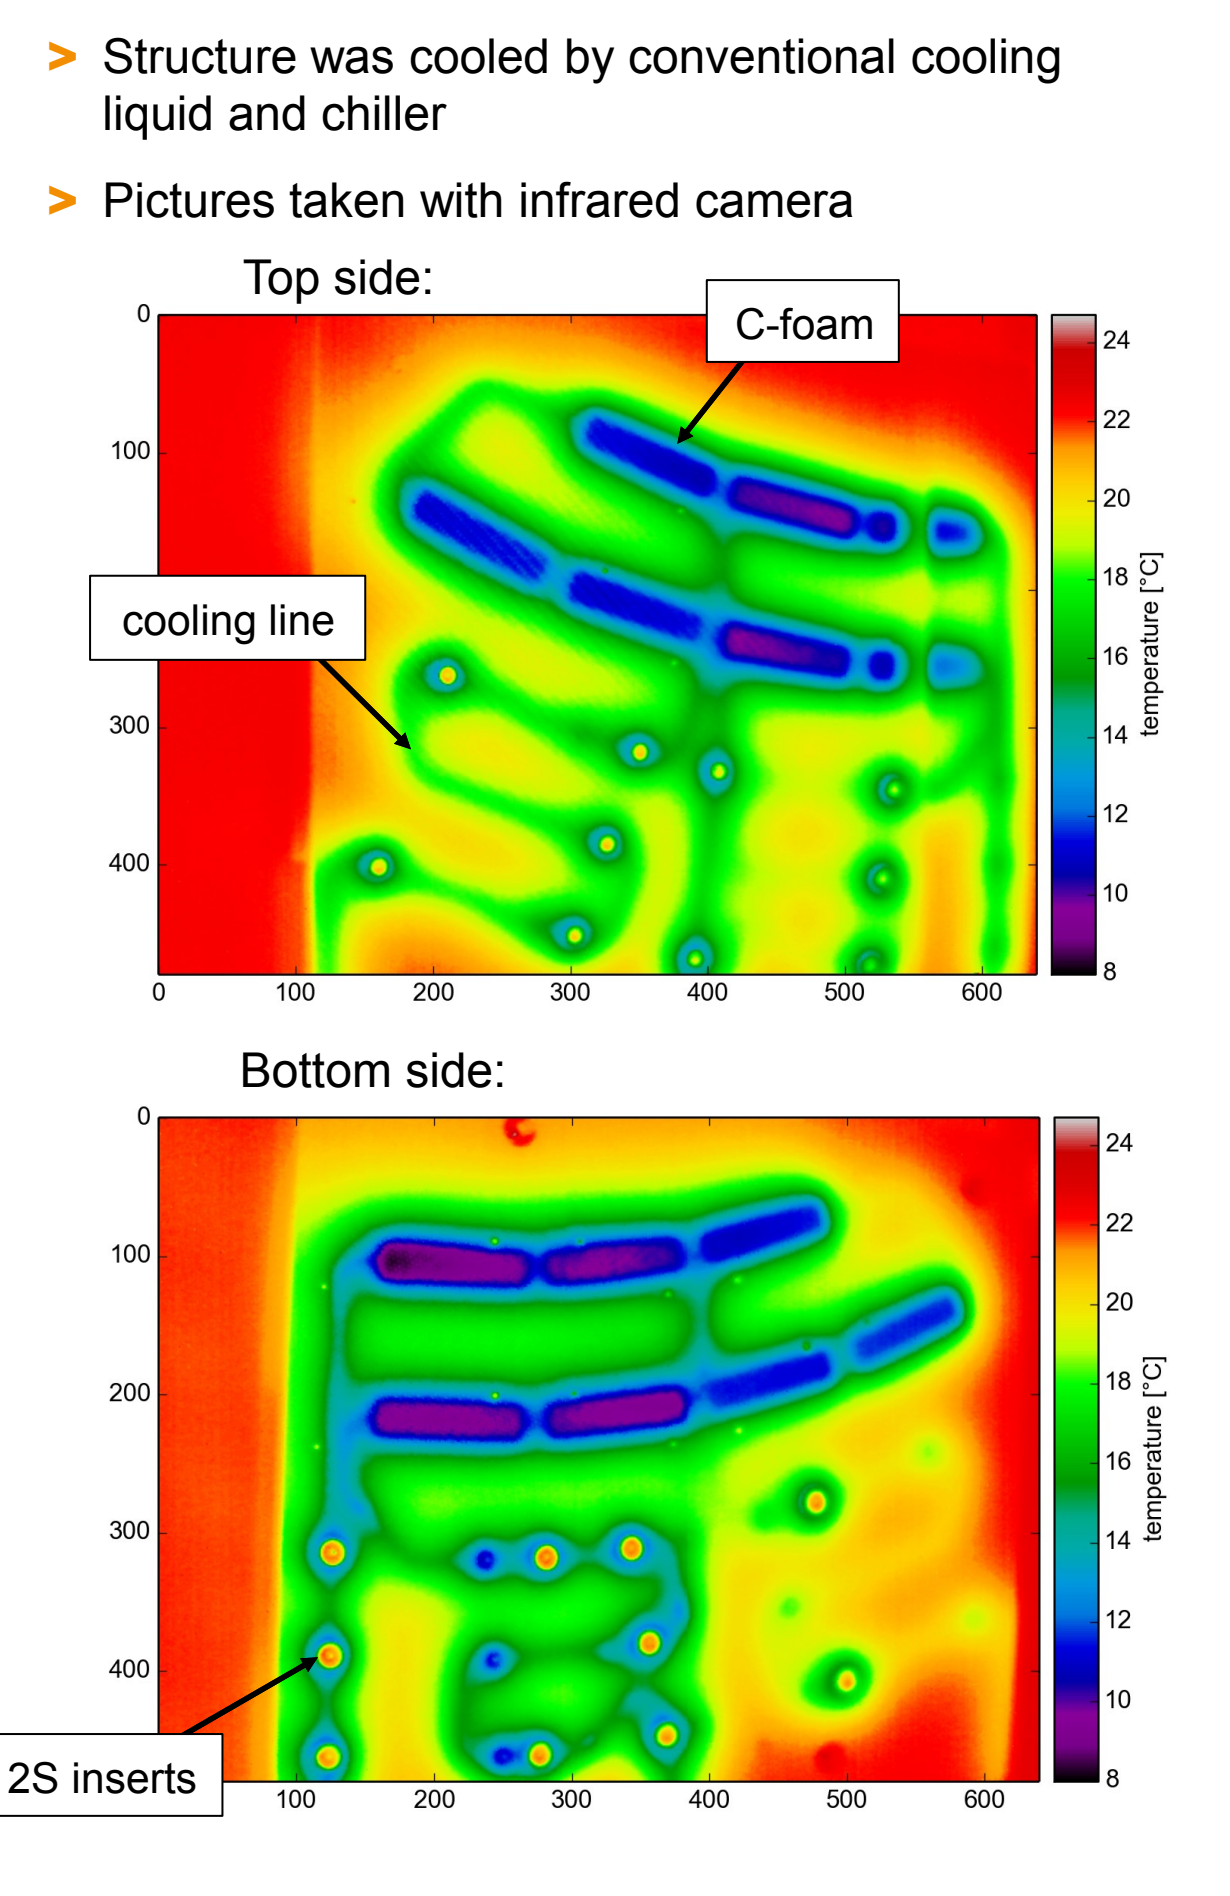 > Structure was cooled by conventional cooling
liquid and chiller
> Pictures taken with infrared camera
Top side:
C-foam
cooling line
0
100
300
400
0 100 200 300 400 500 600
24
22
20
18
16
14
12
10
8
temperature [°C]
Bottom side:
0
100
200
300
400
2S inserts
100 200 300 400 500 600
24
22
20
18
16
14
12
10
8
temperature [°C]